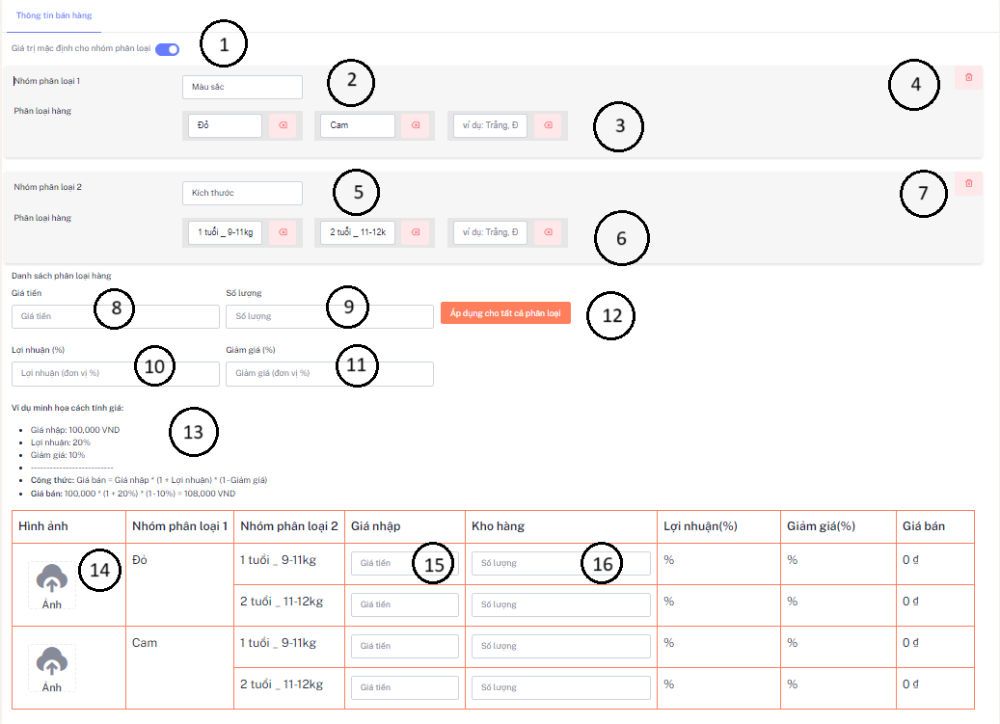 Thông tin bán hàng
Giá trị mặc định cho nhóm phân loại 1
Nhóm phân loại 1 Màu sắc 2 4
Phân loại hàng
Đỏ Cam ví dụ: Trắng, Đ 3
Nhóm phân loại 2 Kích thước 5 7
Phân loại hàng
1 tuổi _ 9-11kg 2 tuổi _ 11-12k ví dụ: Trắng, Đ 6
Danh sách phân loại hàng
Giá tiền Số lượng
Giá tiền 8 Số lượng 9 Áp dụng cho tất cả phân loại 12
Lợi nhuận (%) Giảm giá (%)
Lợi nhuận (đơn vị %) 10 Giảm giá (đơn vị %) 11
Ví dụ minh họa cách tính giá:
Giá nhập: 100,000 VND 13
Lợi nhuận: 20%
Giảm giá: 10%
--------------------------
Công thức: Giá bán = Giá nhập * (1 + Lợi nhuận) * (1 - Giảm giá)
Giá bán: 100,000 * (1 + 20%) * (1 - 10%) = 108,000 VND
Hình ảnh Nhóm phân loại 1 Nhóm phân loại 2 Giá nhập Kho hàng Lợi nhuận(%) Giảm giá(%) Giá bán
Ảnh 14 Đỏ 1 tuổi _ 9-11kg Giá tiền 15 Số lượng 16 % % 0 đ
2 tuổi _ 11-12kg Giá tiền Số lượng % % 0 đ
Ảnh Cam 1 tuổi _ 9-11kg Giá tiền Số lượng % % 0 đ
2 tuổi _ 11-12kg Giá tiền Số lượng % % 0 đ